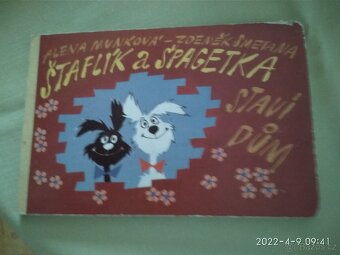 ALENA MUNKOVÁ – ZDENĚK SMETANA
ŠTAFLÍK a ŠPAGETKA
STAVÍ
DŮM
2022-4-9 09:41